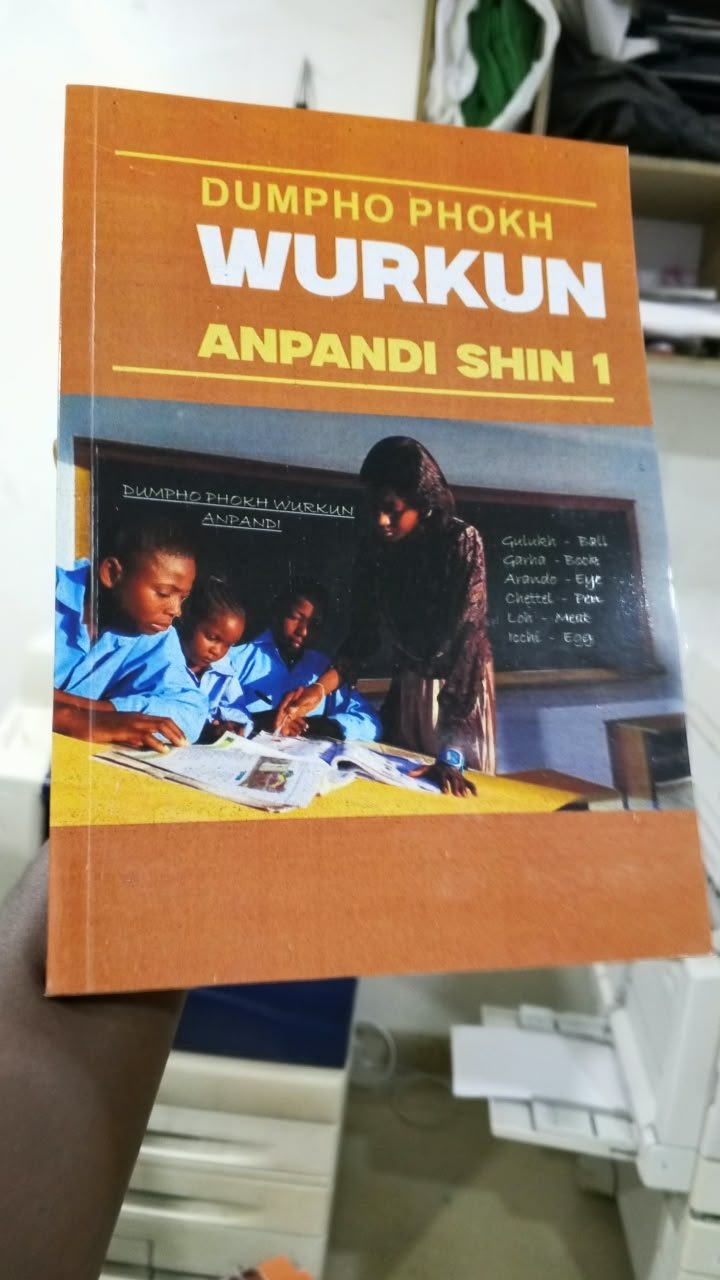 DUMPHO PHOKH
WURKUN
ANPANDI SHIN 1
DUMPHO PHOKH WURKUN
ANPANDI
Gulukh - Ball
Garha - Book
Arando - Eye
Chettel - Pen
Loh - Meat
Icchi - Egg